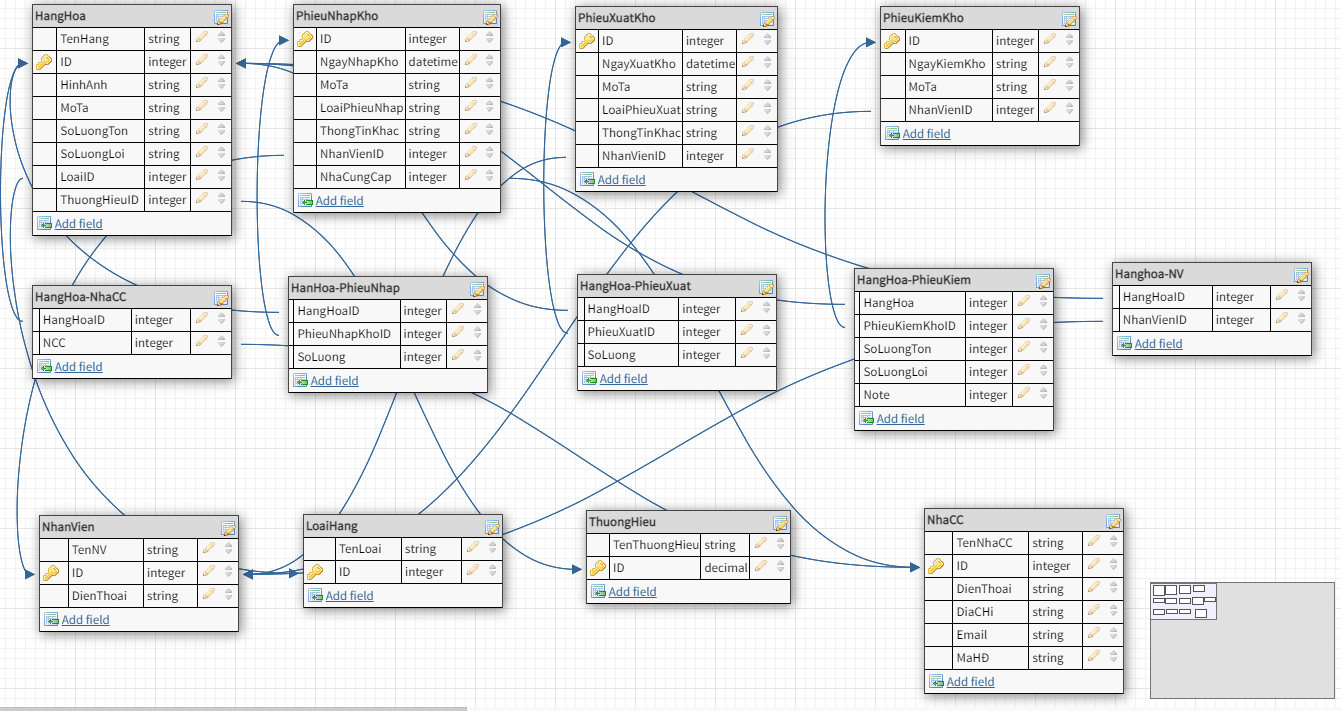 HangHoa
TenHang string
ID integer
HinhAnh string
MoTa string
SoLuongTon string
SoLuongLoi string
LoaiID integer
ThuongHieuID integer
Add field
PhieuNhapKho
ID integer
NgayNhapKho datetime
MoTa string
LoaiPhieuNhap string
ThongTinKhac string
NhanVienID integer
NhaCungCap integer
Add field
PhieuXuatKho
ID integer
NgayXuatKho datetime
MoTa string
LoaiPhieuXuat string
ThongTinKhac string
NhanVienID integer
Add field
PhieuKiemKho
ID integer
NgayKiemKho string
MoTa string
NhanVienID integer
Add field
HangHoa-NhaCC
HangHoaID integer
NCC integer
Add field
HanHoa-PhieuNhap
HangHoaID integer
PhieuNhapKhoID integer
SoLuong integer
Add field
HangHoa-PhieuXuat
HangHoaID integer
PhieuXuatID integer
SoLuong integer
Add field
HangHoa-PhieuKiem
HangHoa integer
PhieuKiemKhoID integer
SoLuongTon integer
SoLuongLoi integer
Note integer
Add field
Hanghoa-NV
HangHoaID integer
NhanVienID integer
Add field
NhanVien
TenNV string
ID integer
DienThoai string
Add field
LoaiHang
TenLoai string
ID integer
Add field
ThuongHieu
TenThuongHieu string
ID decimal
Add field
NhaCC
TenNhaCC string
ID integer
DienThoai string
DiaCHi string
Email string
MaHĐ string
Add field